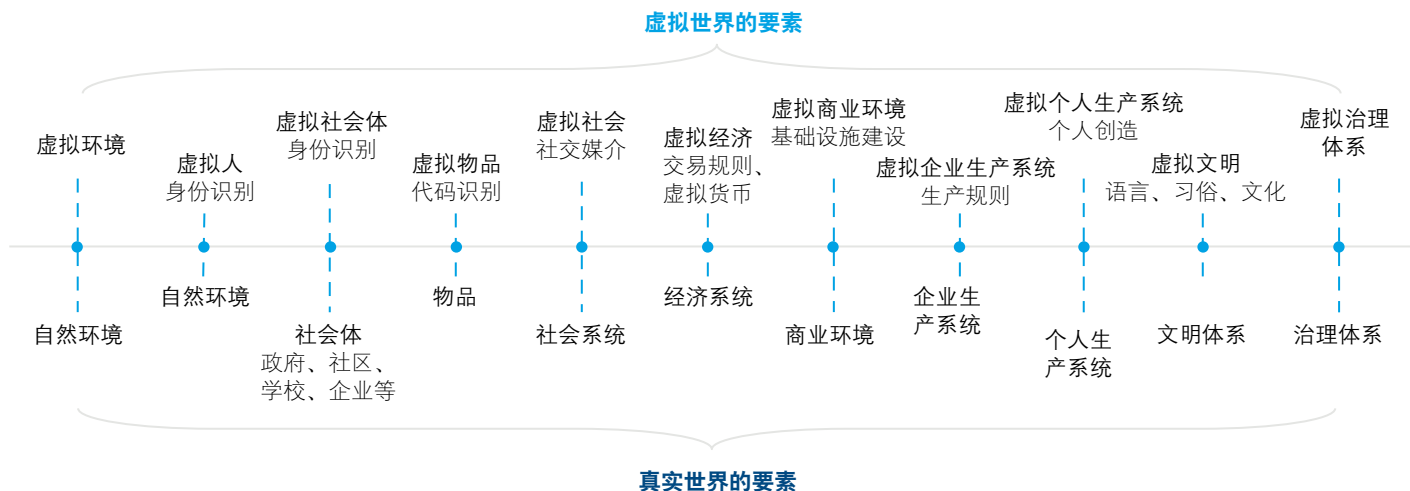 虚拟世界的要素
虚拟环境
虚拟人
身份识别
虚拟社会体
身份识别
虚拟物品
代码识别
虚拟社会
社交媒介
虚拟经济
交易规则、
虚拟货币
虚拟商业环境
基础设施建设
虚拟企业生产系统
生产规则
虚拟个人生产系统
个人创造
虚拟文明
语言、习俗、文化
虚拟治理
体系
自然环境
自然环境
社会体
政府、社区、
学校、企业等
物品
社会系统
经济系统
商业环境
企业生
产系统
个人生
产系统
文明体系
治理体系
真实世界的要素